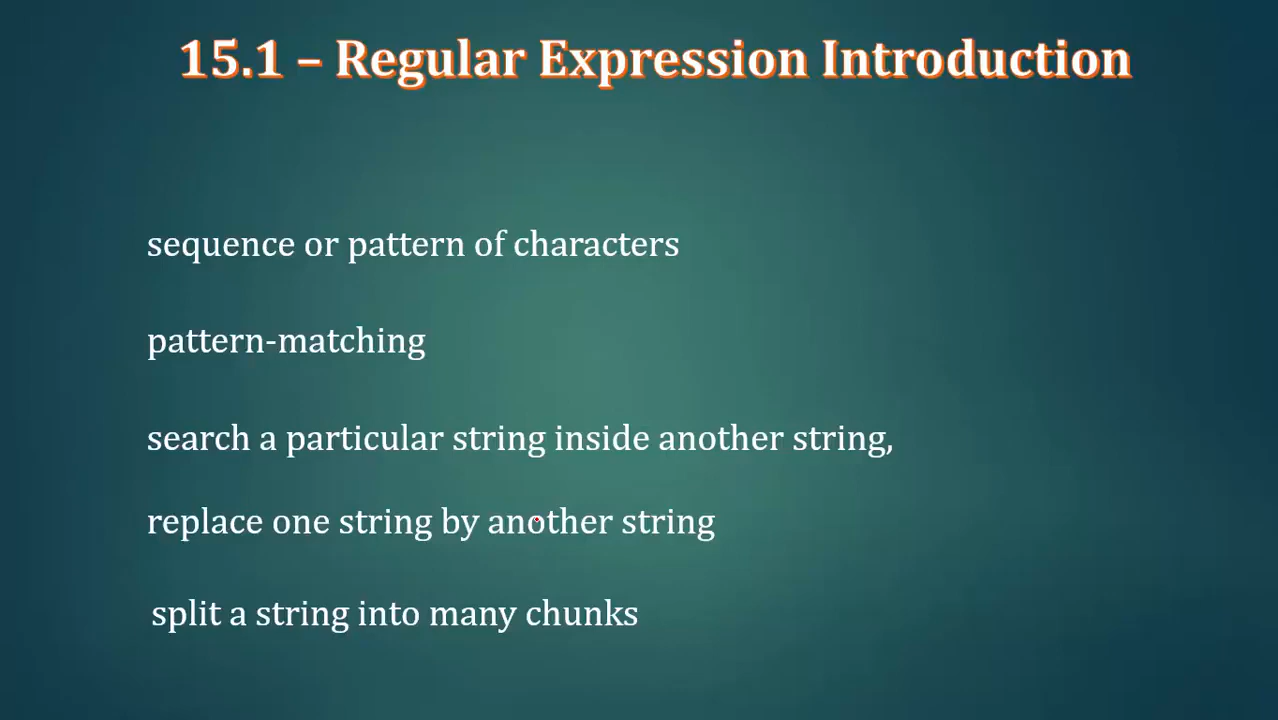 15.1 – Regular Expression Introduction
sequence or pattern of characters
pattern-matching
search a particular string inside another string,
replace one string by another string
split a string into many chunks